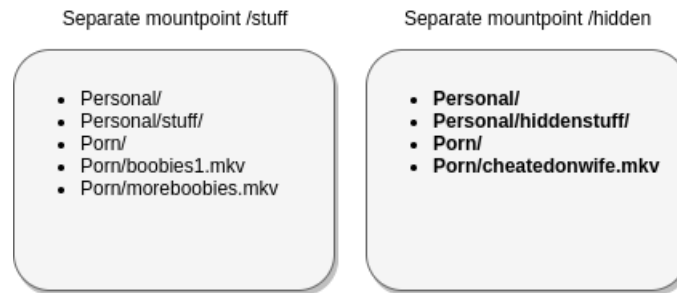 Separate mountpoint /stuff
Personal/
Personal/stuff/
Porn/
Porn/boobies1.mkv
Porn/moreboobies.mkv
Separate mountpoint /hidden
Personal/
Personal/hiddenstuff/
Porn/
Porn/cheatedonwife.mkv